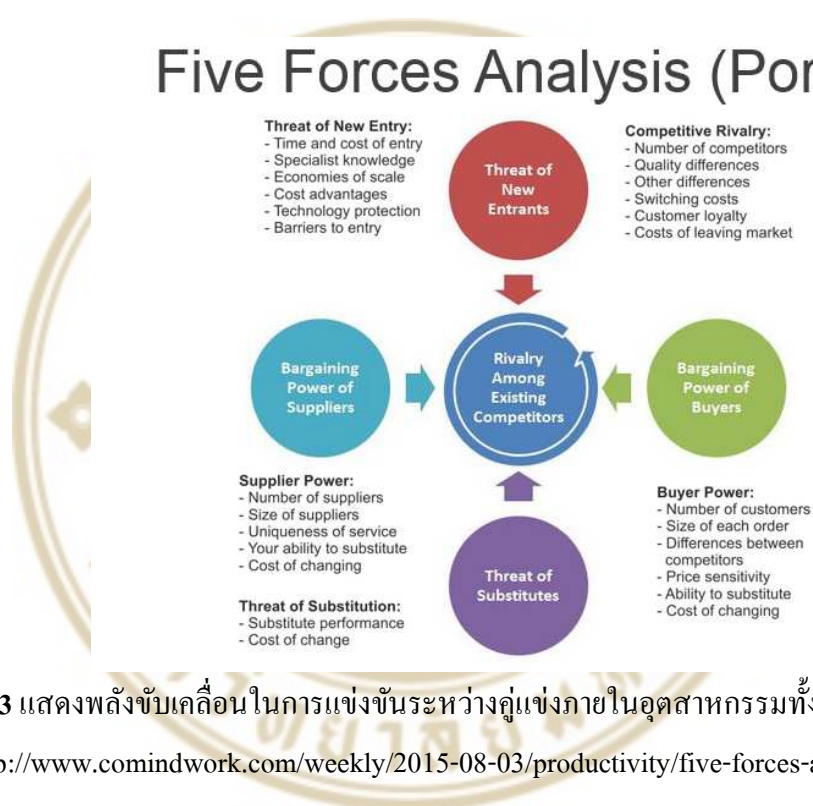 Five Forces Analysis (Por
Threat of New Entry:
- Time and cost of entry
- Specialist knowledge
- Economies of scale
- Cost advantages
- Technology protection
- Barriers to entry
Threat of
New
Entrants
Competitive Rivalry:
- Number of competitors
- Quality differences
- Other differences
- Switching costs
- Customer loyalty
- Costs of leaving market
Bargaining
Power of
Suppliers
Rivalry
Among
Existing
Competitors
Bargaining
Power of
Buyers
Supplier Power:
- Number of suppliers
- Size of suppliers
- Uniqueness of service
- Your ability to substitute
- Cost of changing
Threat of Substitution:
- Substitute performance
- Cost of change
Threat of
Substitutes
Buyer Power:
- Number of customers
- Size of each order
- Differences between
competitors
- Price sensitivity
- Ability to substitute
- Cost of changing
3 แสดงพลังขับเคลื่อนในการแข่งขันระหว่างคู่แข่งภายในอุตสาหกรรมทั้ง
p://www.comindwork.com/weekly/2015-08-03/productivity/five-forces-a